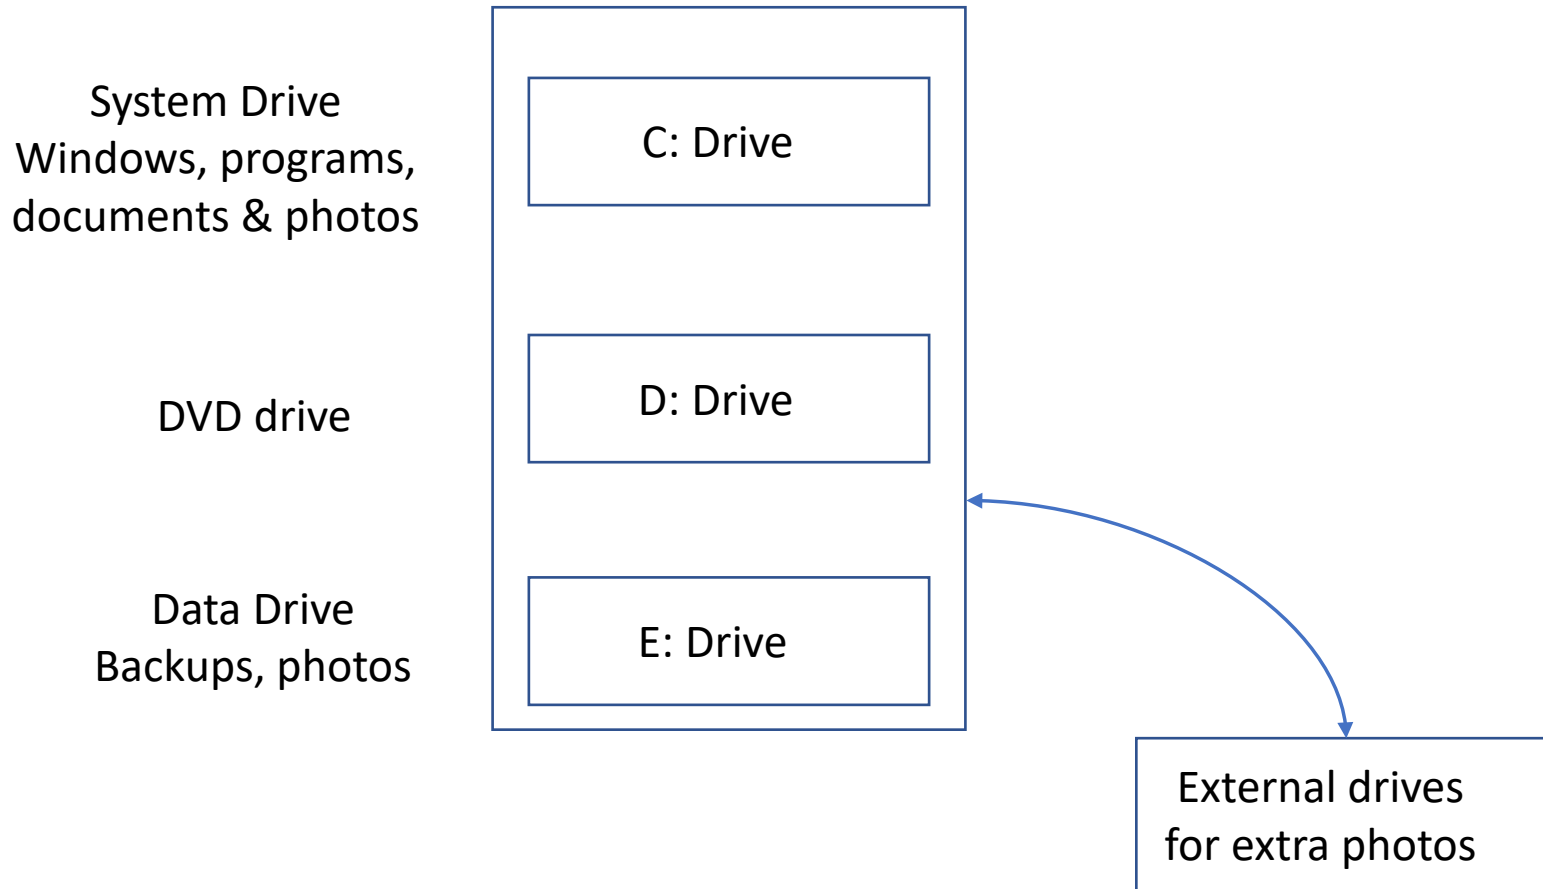 System Drive
Windows, programs,
documents & photos
C: Drive
DVD drive
D: Drive
Data Drive
Backups, photos
E: Drive
External drives
for extra photos